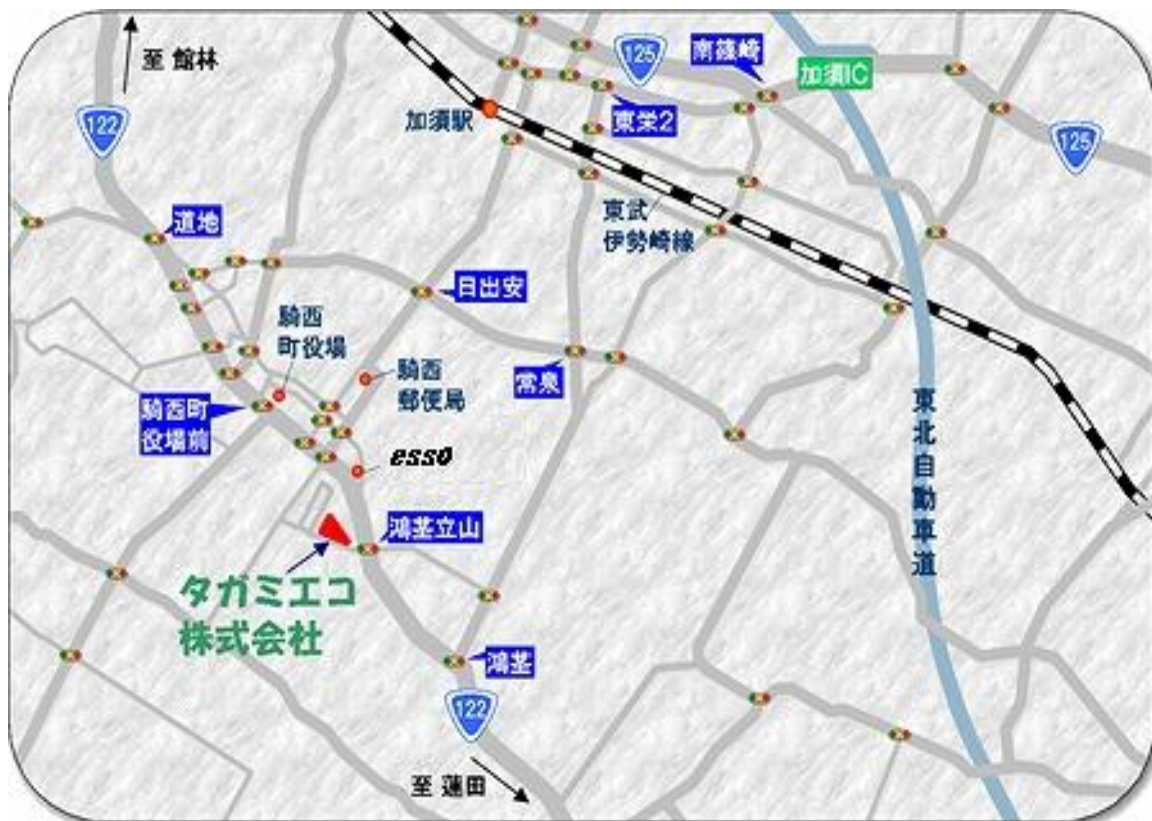 至 館林
125
南篠崎
加須IC
122
加須駅
東栄2
125
道地
東武
伊勢崎線
日出安
騎西
町役場
騎西
郵便局
常泉
騎西町
役場前
esso
東北自動車道
鴻茎立山
タガミエコ
株式会社
鴻茎
122
至 蓮田